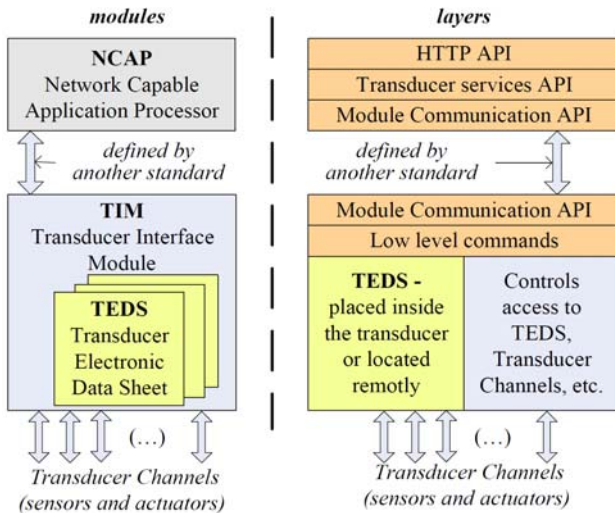 modules
NCAP
Network Capable
Application Processor
defined by
another standard
TIM
Transducer Interface
Module
TEDS
Transducer
Electronic
Data Sheet
(...)
Transducer Channels
(sensors and actuators)
layers
HTTP API
Transducer services API
Module Communication API
defined by
another standard
Module Communication API
Low level commands
TEDS -
placed inside
the transducer
or located
remotly
Controls
access to
TEDS,
Transducer
Channels, etc.
(...)
Transducer Channels
(sensors and actuators)